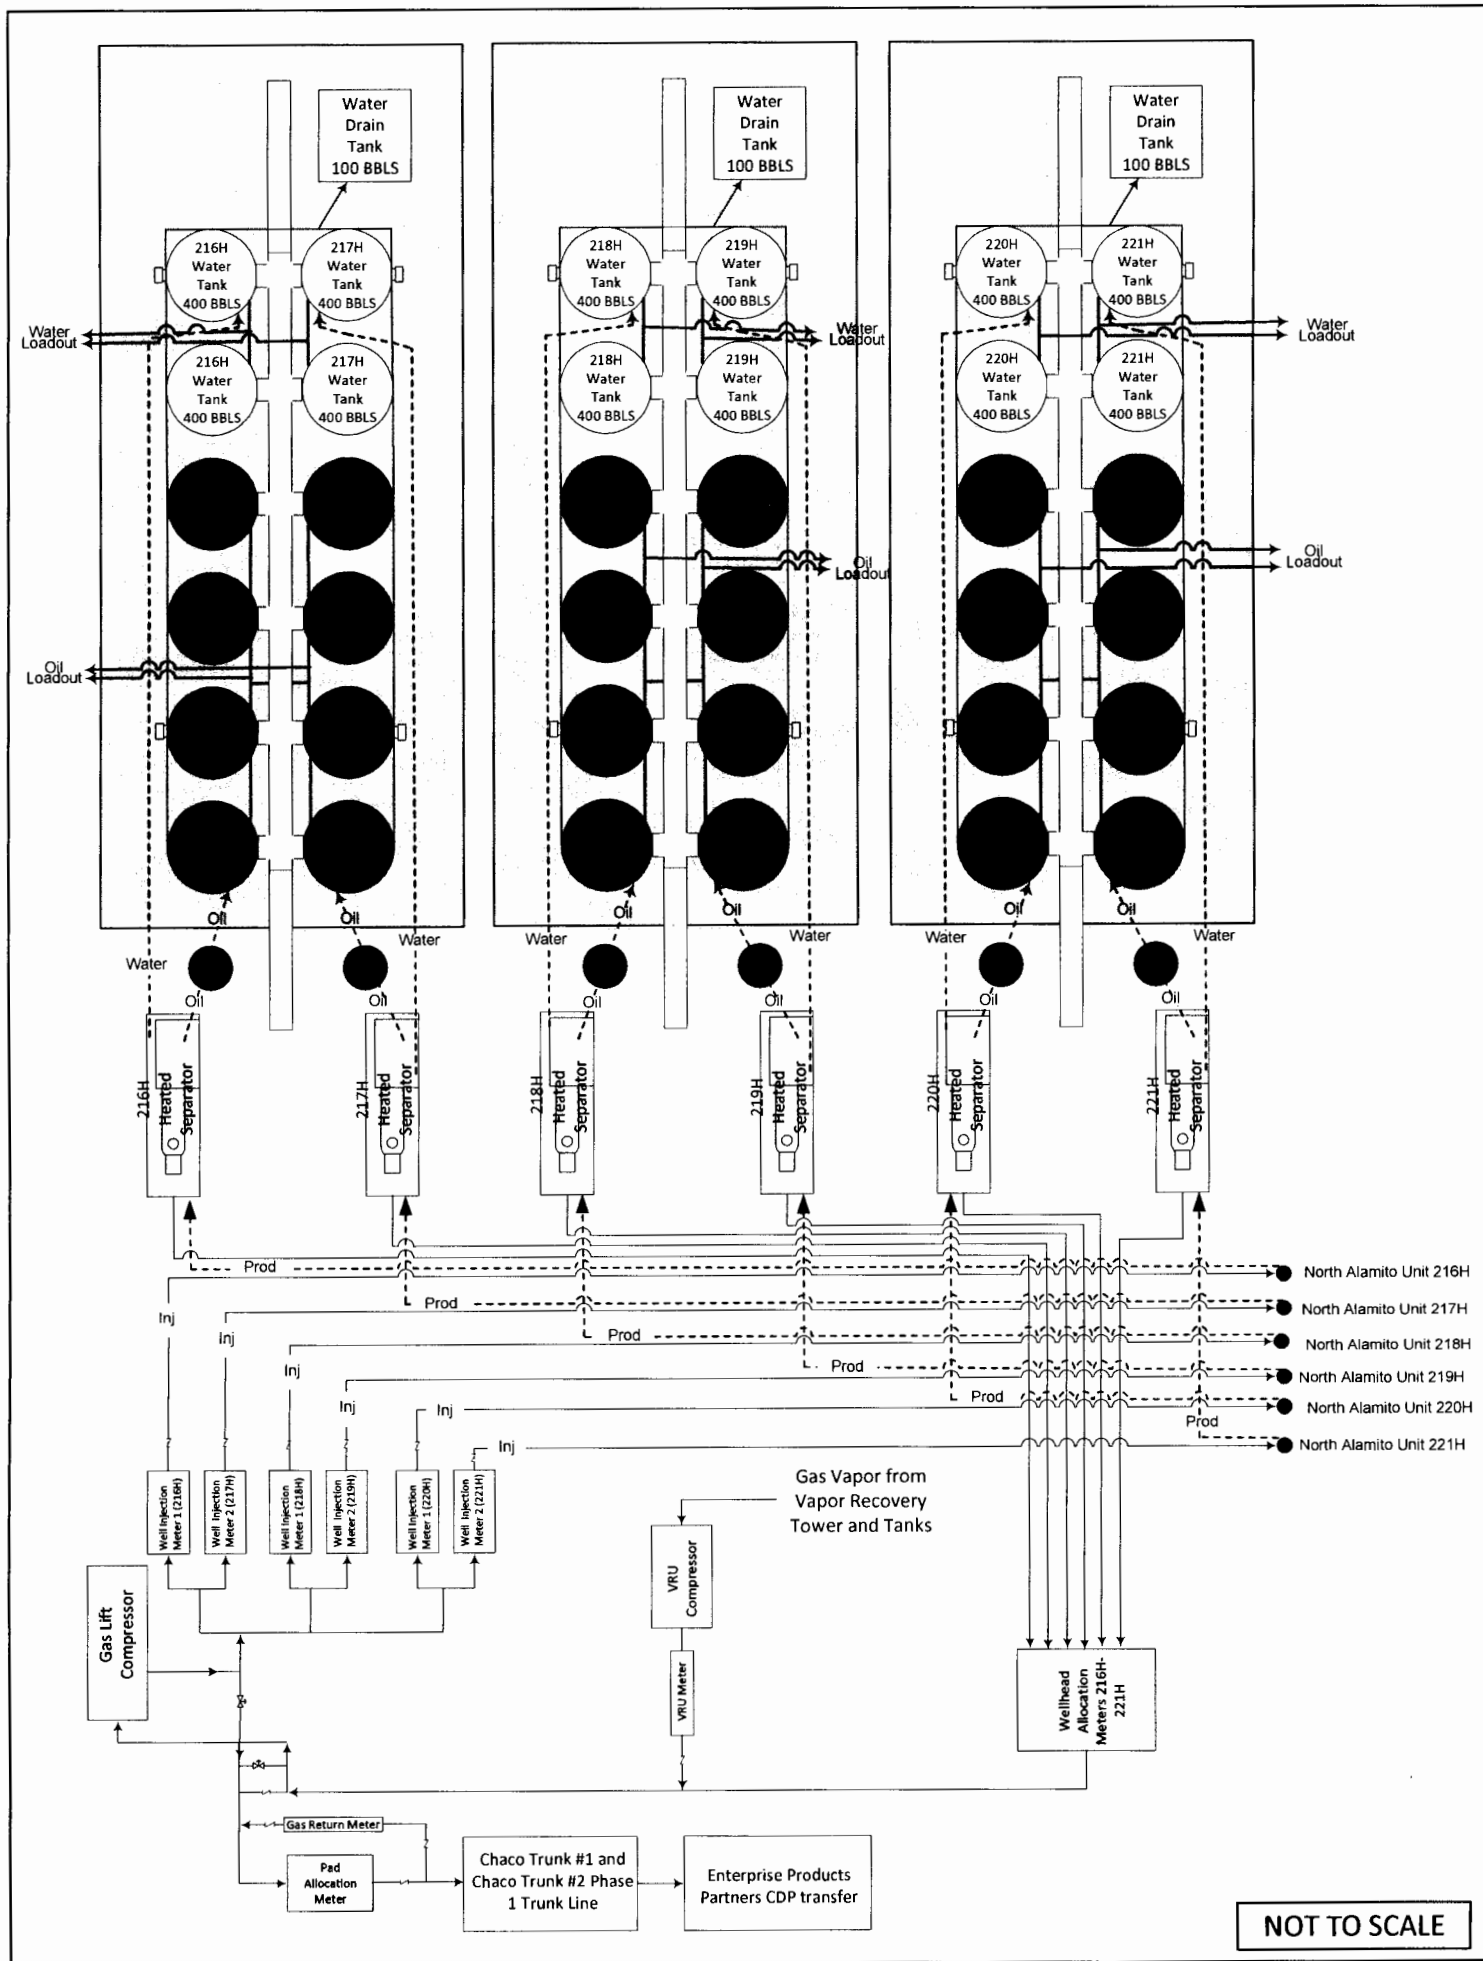 Water
Drain
Tank
100 BBLS
Water
Drain
Tank
100 BBLS
Water
Drain
Tank
100 BBLS
216H
Water
Tank
400 BBLS
217H
Water
Tank
400 BBLS
218H
Water
Tank
400 BBLS
219H
Water
Tank
400 BBLS
220H
Water
Tank
400 BBLS
221H
Water
Tank
400 BBLS
Water
Loadout
Water
Loadout
Water
Loadout
216H
Water
Tank
400 BBLS
217H
Water
Tank
400 BBLS
218H
Water
Tank
400 BBLS
219H
Water
Tank
400 BBLS
220H
Water
Tank
400 BBLS
221H
Water
Tank
400 BBLS
Oil
Loadout
Oil
Loadout
Oil
Loadout
Oil
Oil
Oil
Oil
Oil
Oil
Water
Water
Water
Water
Water
Water
Oil
Oil
Oil
Oil
Oil
Oil
216H
Heated
Separator
217H
Heated
Separator
218H
Heated
Separator
219H
Heated
Separator
220H
Heated
Separator
221H
Heated
Separator
Prod
North Alamito Unit 216H
Prod
North Alamito Unit 217H
Prod
North Alamito Unit 218H
Prod
North Alamito Unit 219H
Prod
North Alamito Unit 220H
Prod
North Alamito Unit 221H
Inj
Inj
Inj
Inj
Inj
Inj
Well Injection
Meter 1 (216H)
Well Injection
Meter 2 (217H)
Well Injection
Meter 1 (218H)
Well Injection
Meter 2 (219H)
Well Injection
Meter 1 (220H)
Well Injection
Meter 2 (221H)
Gas Vapor from
Vapor Recovery
Tower and Tanks
Gas Lift
Compressor
VRU
Compressor
VRU Meter
Wellhead
Allocation
Meters 216H-
221H
Gas Return Meter
Pad
Allocation
Meter
Chaco Trunk #1 and
Chaco Trunk #2 Phase
1 Trunk Line
Enterprise Products
Partners CDP transfer
NOT TO SCALE